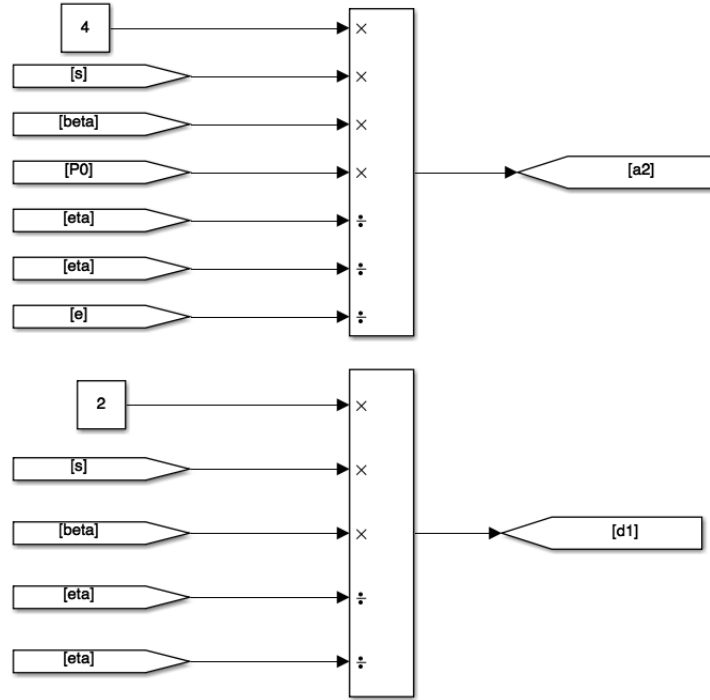 4 ×
[s] ×
[beta] ×
[P0] × [a2]
[eta] ÷
[eta] ÷
[e] ÷
2 ×
[s] ×
[beta] × [d1]
[eta] ÷
[eta] ÷